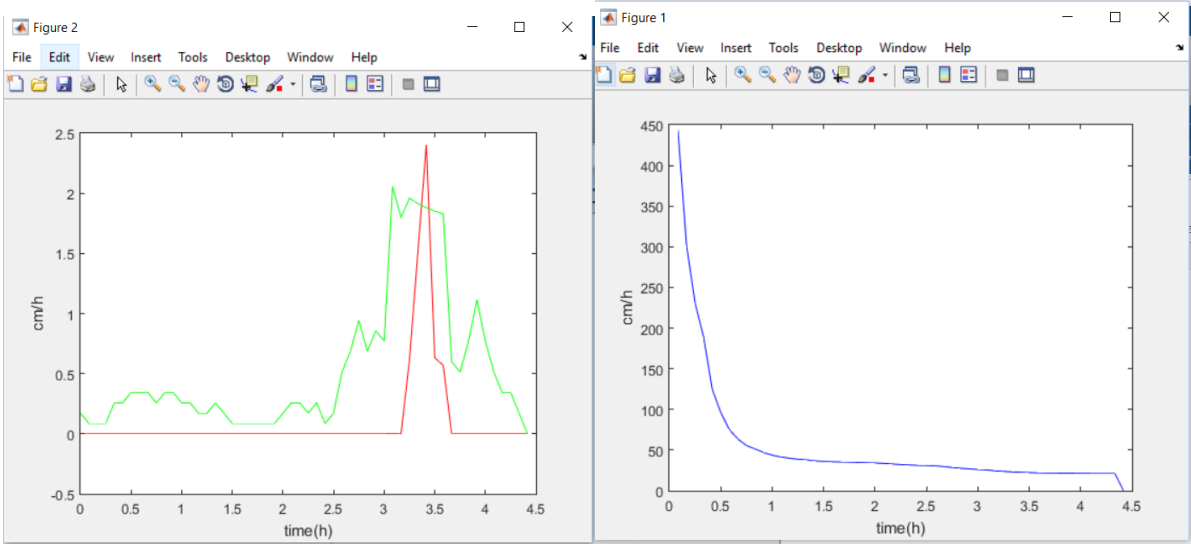 Figure 2
File Edit View Insert Tools Desktop Window Help
2.5
2
1.5
1
0.5
0
-0.5
cm/h
0 0.5 1 1.5 2 2.5 3 3.5 4 4.5
time(h)
Figure 1
File Edit View Insert Tools Desktop Window Help
450
400
350
300
250
200
150
100
50
0
cm/h
0 0.5 1 1.5 2 2.5 3 3.5 4 4.5
time(h)